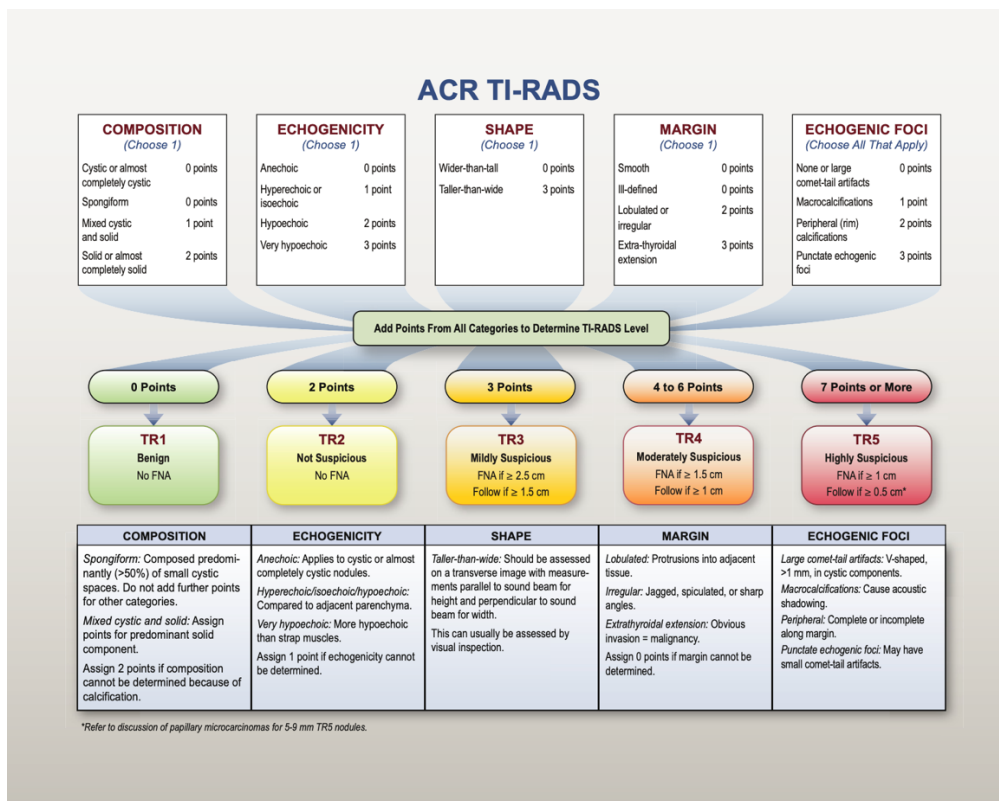 ACR TI-RADS
COMPOSITION
(Choose 1)
Cystic or almost 0 points
completely cystic
Spongiform 0 points
Mixed cystic 1 point
and solid
Solid or almost 2 points
completely solid
ECHOGENICITY
(Choose 1)
Anechoic 0 points
Hyperechoic or 1 point
isoechoic
Hypoechoic 2 points
Very hypoechoic 3 points
SHAPE
(Choose 1)
Wider-than-tall 0 points
Taller-than-wide 3 points
MARGIN
(Choose 1)
Smooth 0 points
Ill-defined 0 points
Lobulated or 2 points
irregular
Extra-thyroidal 3 points
extension
ECHOGENIC FOCI
(Choose All That Apply)
None or large 0 points
comet-tail artifacts
Macrocalcifications 1 point
Peripheral (rim) 2 points
calcifications
Punctate echogenic 3 points
foci
Add Points From All Categories to Determine TI-RADS Level
0 Points
2 Points
3 Points
4 to 6 Points
7 Points or More
TR1
Benign
No FNA
TR2
Not Suspicious
No FNA
TR3
Mildly Suspicious
FNA if ≥ 2.5 cm
Follow if ≥ 1.5 cm
TR4
Moderately Suspicious
FNA if ≥ 1.5 cm
Follow if ≥ 1 cm
TR5
Highly Suspicious
FNA if ≥ 1 cm
Follow if ≥ 0.5 cm*
COMPOSITION
Spongiform: Composed predomi-
nantly (>50%) of small cystic
spaces. Do not add further points
for other categories.
Mixed cystic and solid: Assign
points for predominant solid
component.
Assign 2 points if composition
cannot be determined because of
calcification.
ECHOGENICITY
Anechoic: Applies to cystic or almost
completely cystic nodules.
Hyperechoic/isoechoic/hypoechoic:
Compared to adjacent parenchyma.
Very hypoechoic: More hypoechoic
than strap muscles.
Assign 1 point if echogenicity cannot
be determined.
SHAPE
Taller-than-wide: Should be assessed
on a transverse image with measure-
ments parallel to sound beam for
height and perpendicular to sound
beam for width.
This can usually be assessed by
visual inspection.
MARGIN
Lobulated: Protrusions into adjacent
tissue.
Irregular: Jagged, spiculated, or sharp
angles.
Extrathyroidal extension: Obvious
invasion = malignancy.
Assign 0 points if margin cannot be
determined.
ECHOGENIC FOCI
Large comet-tail artifacts: V-shaped,
>1 mm, in cystic components.
Macrocalcifications: Cause acoustic
shadowing.
Peripheral: Complete or incomplete
along margin.
Punctate echogenic foci: May have
small comet-tail artifacts.
*Refer to discussion of papillary microcarcinomas for 5-9 mm TR5 nodules.